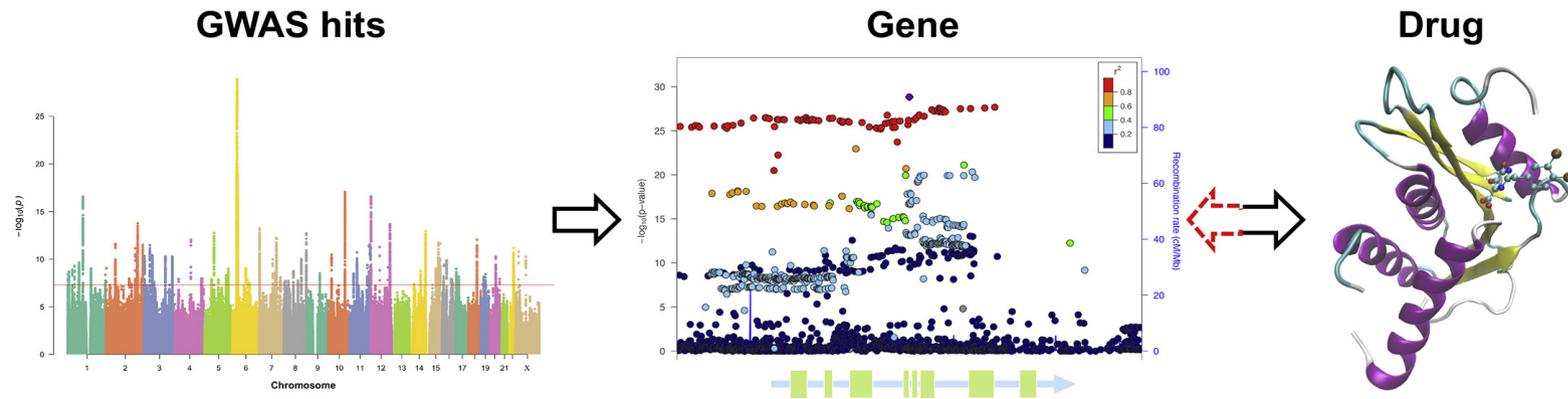 GWAS hits
Gene
Drug
−log₁₀(p)
25
20
15
10
5
0
1 2 3 4 5 6 7 8 9 10 11 12 13 14 15 17 19 21 X
Chromosome
−log₁₀(p−value)
30
25
20
15
10
5
0
r²
0.8
0.6
0.4
0.2
100
80
60
40
20
0
Recombination rate (cM/Mb)